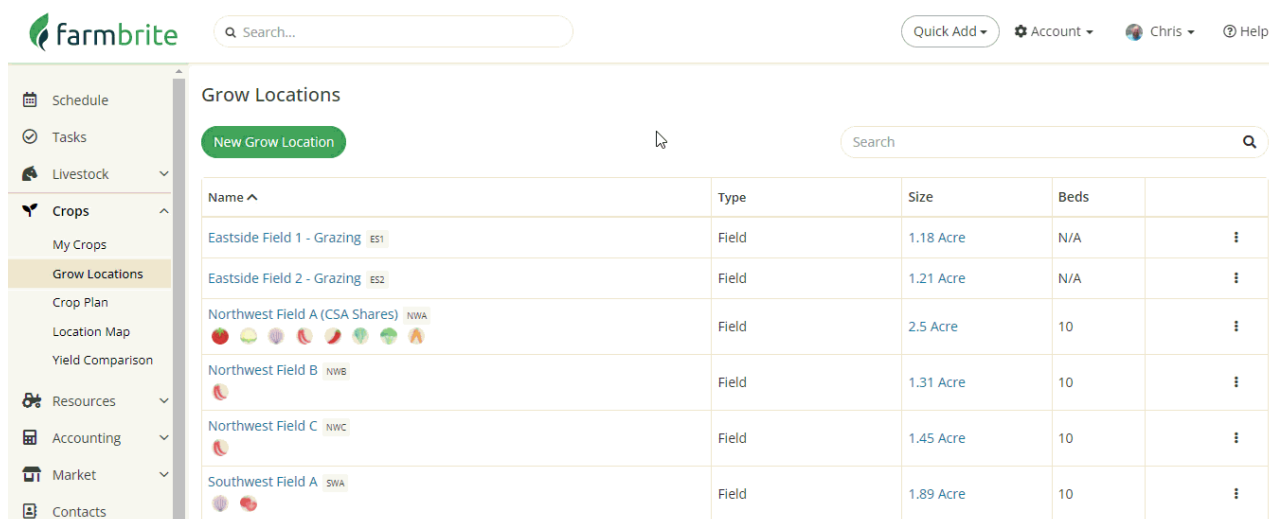 farmbrite
Search...
Quick Add
Account
Chris
Help
Schedule
Tasks
Livestock
Crops
My Crops
Grow Locations
Crop Plan
Location Map
Yield Comparison
Resources
Accounting
Market
Contacts
Grow Locations
New Grow Location
Search
Name Type Size Beds
Eastside Field 1 - Grazing ES1 Field 1.18 Acre N/A
Eastside Field 2 - Grazing ES2 Field 1.21 Acre N/A
Northwest Field A (CSA Shares) NWA Field 2.5 Acre 10
Northwest Field B NWB Field 1.31 Acre 10
Northwest Field C NWC Field 1.45 Acre 10
Southwest Field A SWA Field 1.89 Acre 10